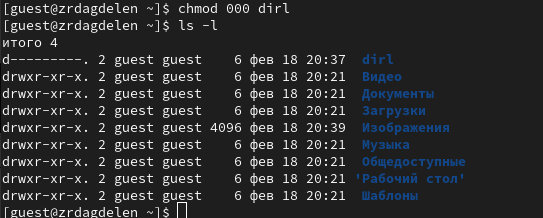 [guest@zrdagdelen ~]$ chmod 000 dirl
[guest@zrdagdelen ~]$ ls -l
итого 4
d---------. 2 guest guest    6 фев 18 20:37  dirl
drwxr-xr-x. 2 guest guest    6 фев 18 20:21  Видео
drwxr-xr-x. 2 guest guest    6 фев 18 20:21  Документы
drwxr-xr-x. 2 guest guest    6 фев 18 20:21  Загрузки
drwxr-xr-x. 2 guest guest 4096 фев 18 20:39  Изображения
drwxr-xr-x. 2 guest guest    6 фев 18 20:21  Музыка
drwxr-xr-x. 2 guest guest    6 фев 18 20:21  Общедоступные
drwxr-xr-x. 2 guest guest    6 фев 18 20:21 'Рабочий стол'
drwxr-xr-x. 2 guest guest    6 фев 18 20:21  Шаблоны
[guest@zrdagdelen ~]$